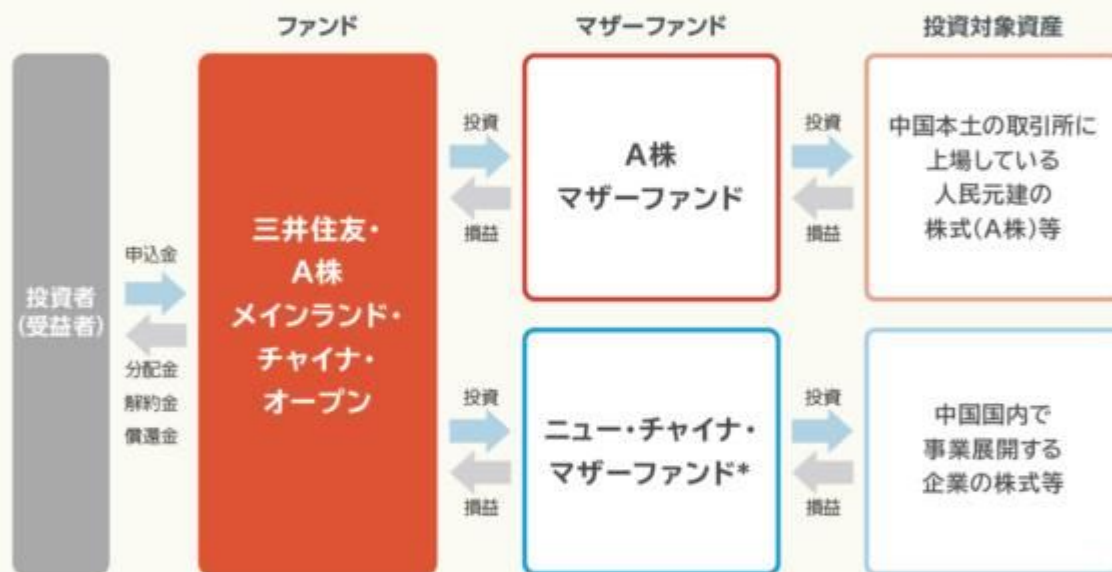 ファンド
マザーファンド
投資対象資産
投資者
(受益者)
申込金
分配金
解約金
償還金
三井住友・
A株
メインランド・
チャイナ・
オープン
投資
損益
A株
マザーファンド
投資
損益
中国本土の取引所に
上場している
人民元建の
株式(A株)等
投資
損益
ニュー・チャイナ・
マザーファンド*
投資
損益
中国国内で
事業展開する
企業の株式等